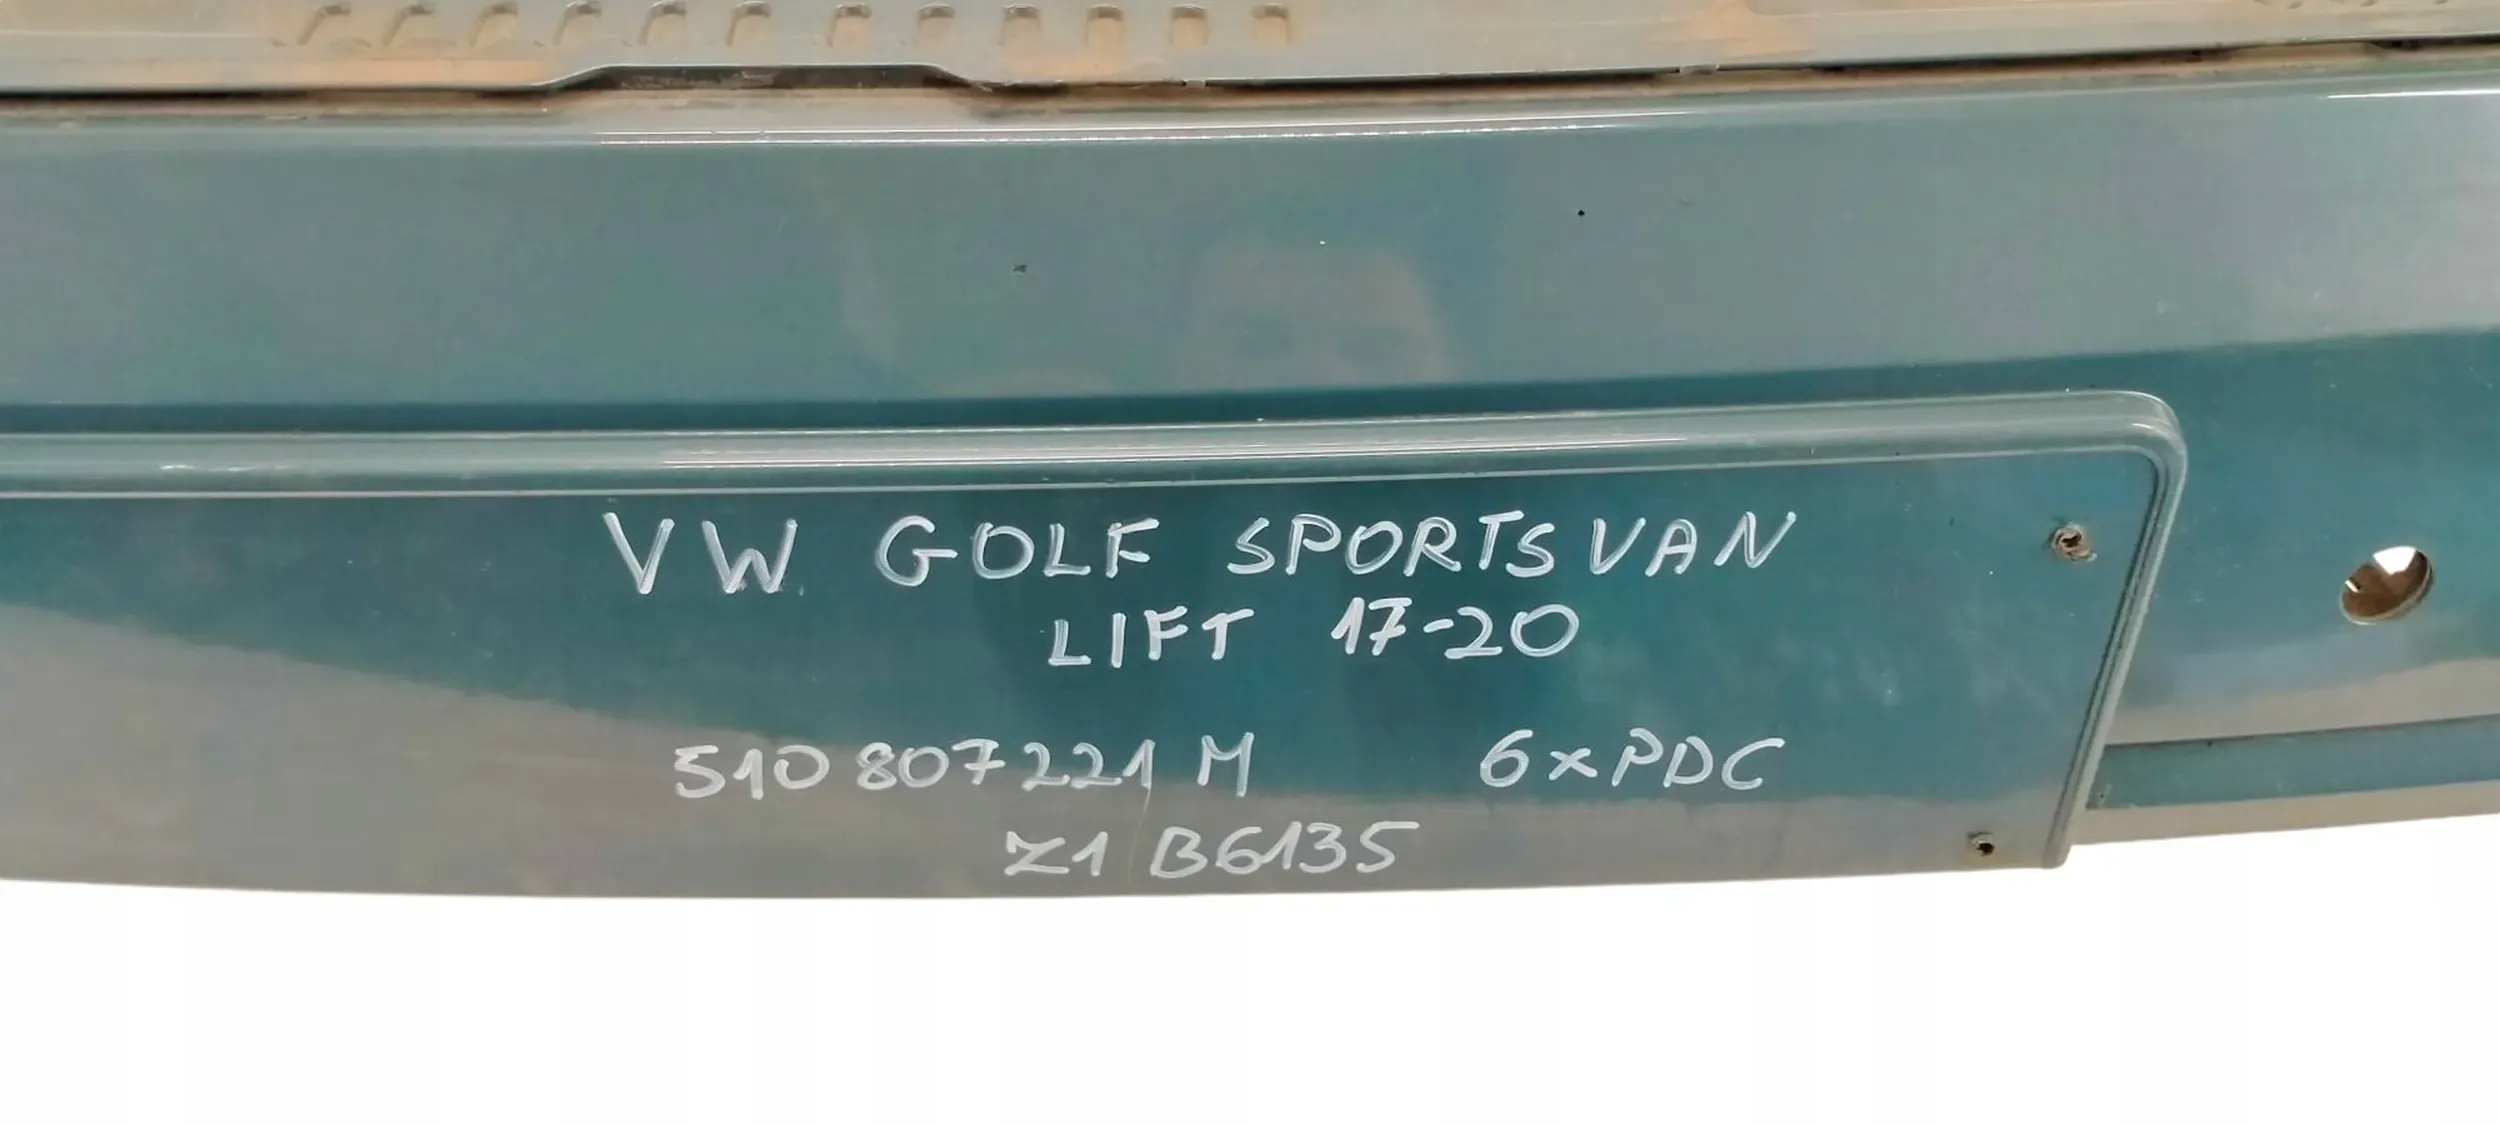 VW GOLF SPORTSVAN
LIFT 17-20
510 807 221 M 6xPDC
Z1 B6135